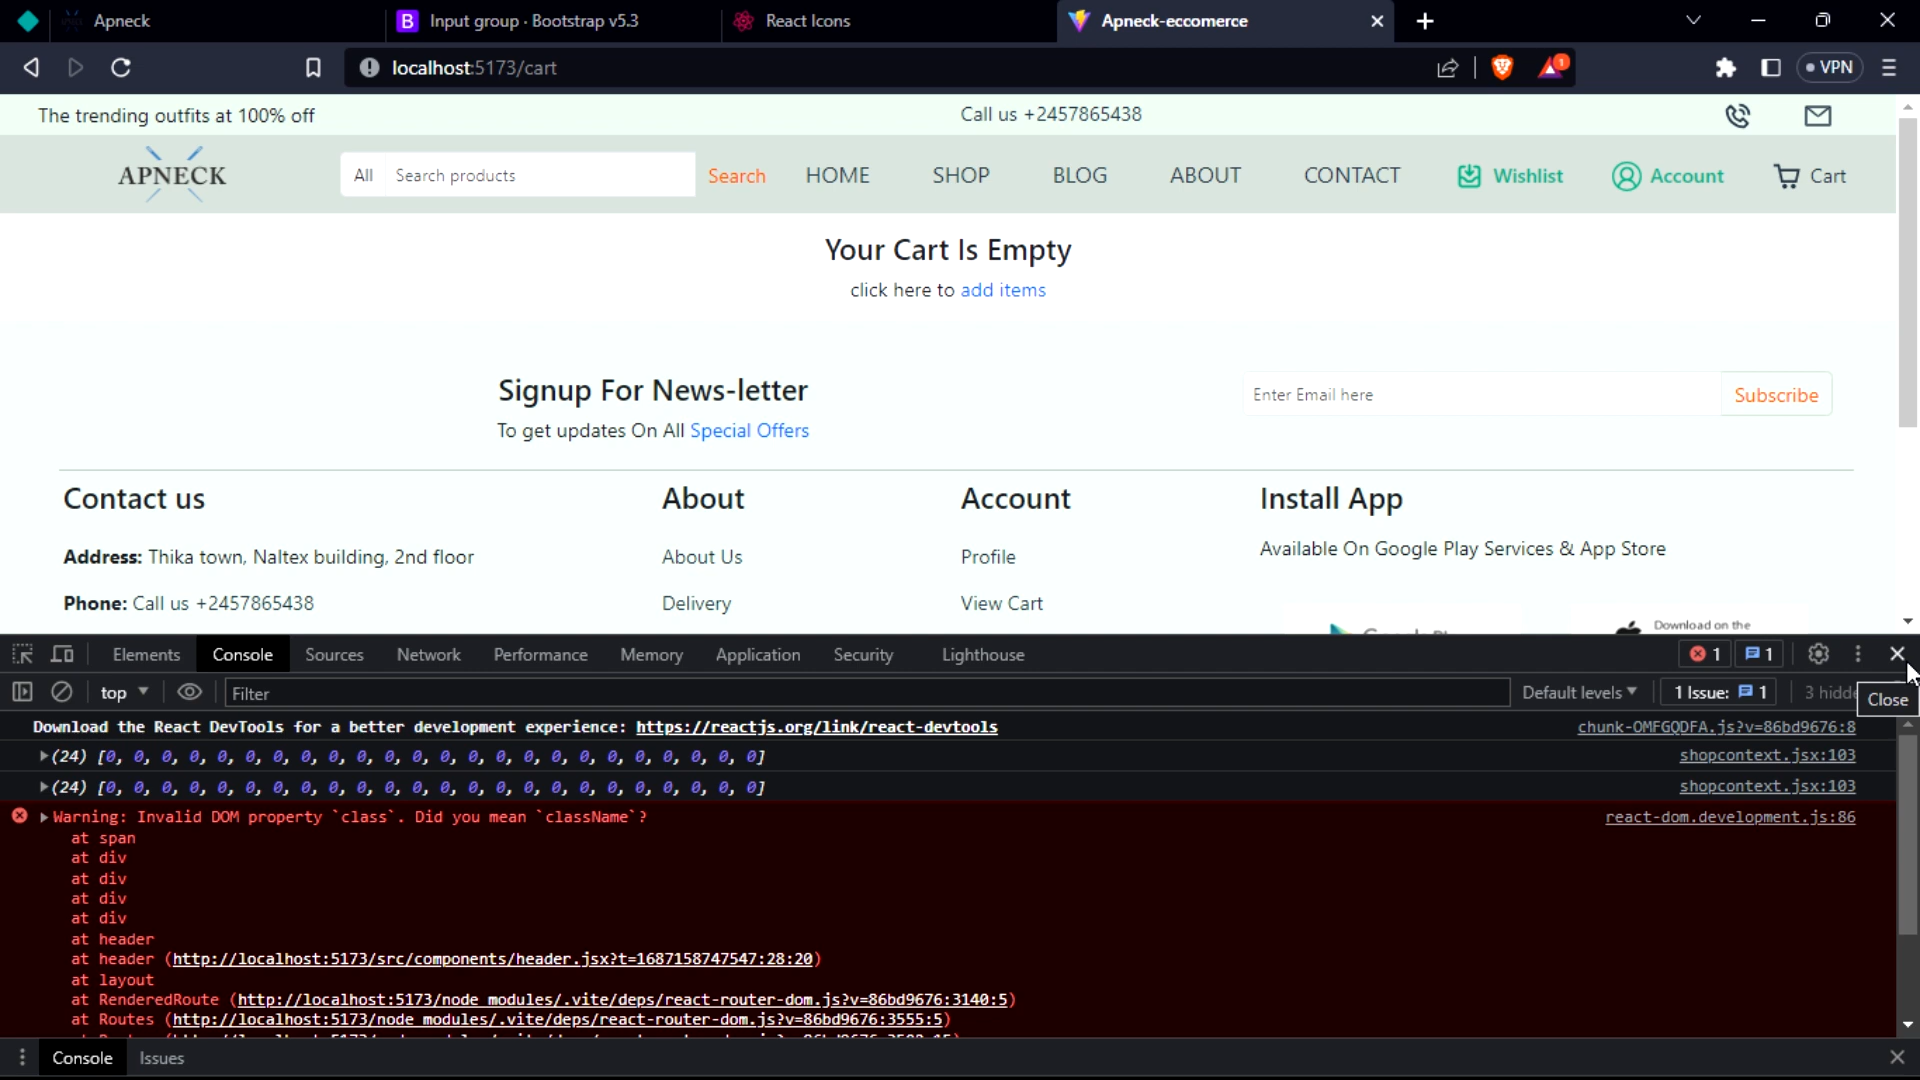 Apneck
B Input group · Bootstrap v5.3
React Icons
Apneck-eccomerce
localhost:5173/cart
1
VPN
The trending outfits at 100% off
Call us +2457865438
APNECK
All Search products
Search
HOME
SHOP
BLOG
ABOUT
CONTACT
Wishlist
Account
Cart
Your Cart Is Empty
click here to add items
Signup For News-letter
To get updates On All Special Offers
Enter Email here
Subscribe
Contact us
About
Account
Install App
Address: Thika town, Naltex building, 2nd floor
About Us
Profile
Available On Google Play Services & App Store
Phone: Call us +2457865438
Delivery
View Cart
Download on the
Elements Console Sources Network Performance Memory Application Security Lighthouse
1 1
top
Filter
Default levels
1 Issue: 1
3 hidde
Close
Download the React DevTools for a better development experience: https://reactjs.org/link/react-devtools
chunk-OMFGQDFA.js?v=86bd9676:8
(24) [0, 0, 0, 0, 0, 0, 0, 0, 0, 0, 0, 0, 0, 0, 0, 0, 0, 0, 0, 0, 0, 0, 0, 0]
shopcontext.jsx:103
(24) [0, 0, 0, 0, 0, 0, 0, 0, 0, 0, 0, 0, 0, 0, 0, 0, 0, 0, 0, 0, 0, 0, 0, 0]
shopcontext.jsx:103
Warning: Invalid DOM property `class`. Did you mean `className`?
react-dom.development.js:86
at span
at div
at div
at div
at div
at header
at header (http://localhost:5173/src/components/header.jsx?t=1687158747547:28:20)
at layout
at RenderedRoute (http://localhost:5173/node_modules/.vite/deps/react-router-dom.js?v=86bd9676:3140:5)
at Routes (http://localhost:5173/node_modules/.vite/deps/react-router-dom.js?v=86bd9676:3555:5)
Console
Issues